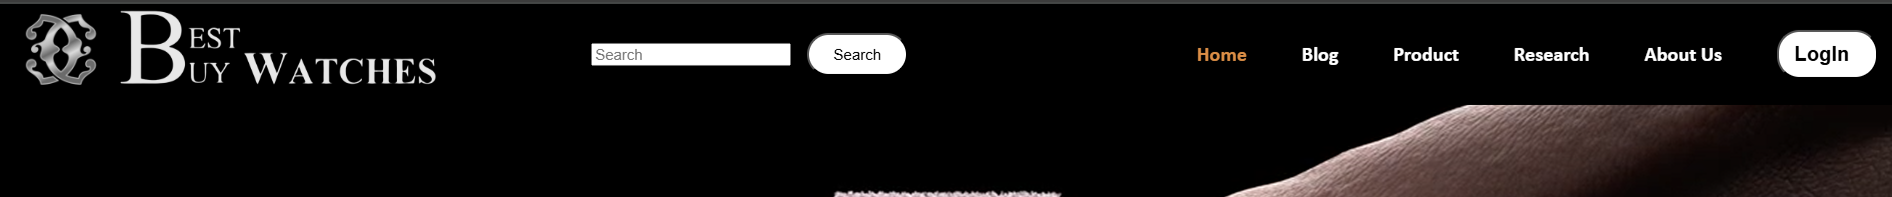 BEST
BUY WATCHES
Search
Search
Home
Blog
Product
Research
About Us
LogIn